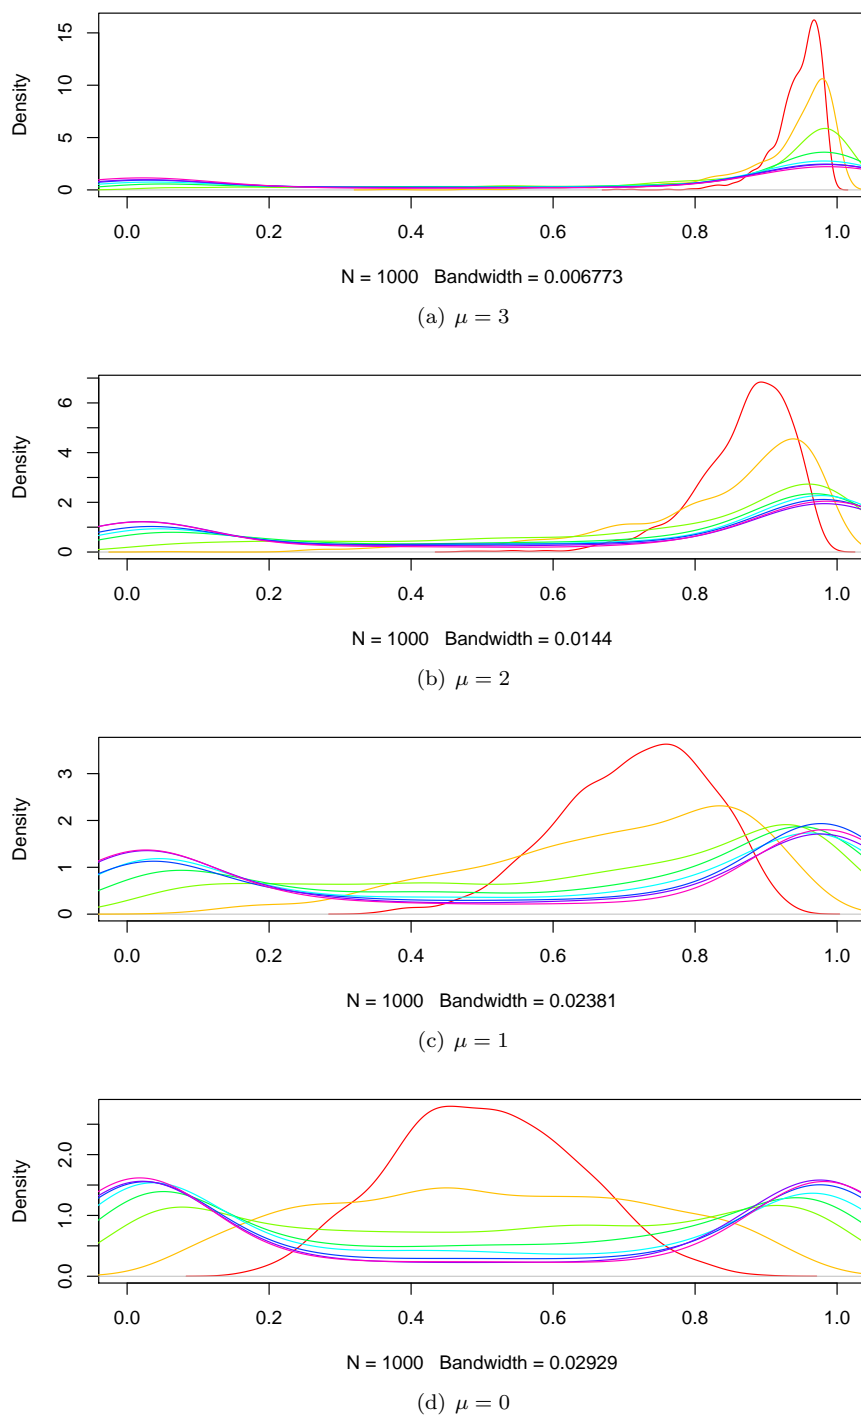 15
10
5
0
Density
0.0 0.2 0.4 0.6 0.8 1.0
N = 1000 Bandwidth = 0.006773
(a) μ = 3
6
4
2
0
Density
0.0 0.2 0.4 0.6 0.8 1.0
N = 1000 Bandwidth = 0.0144
(b) μ = 2
3
2
1
0
Density
0.0 0.2 0.4 0.6 0.8 1.0
N = 1000 Bandwidth = 0.02381
(c) μ = 1
2.0
1.0
0.0
Density
0.0 0.2 0.4 0.6 0.8 1.0
N = 1000 Bandwidth = 0.02929
(d) μ = 0